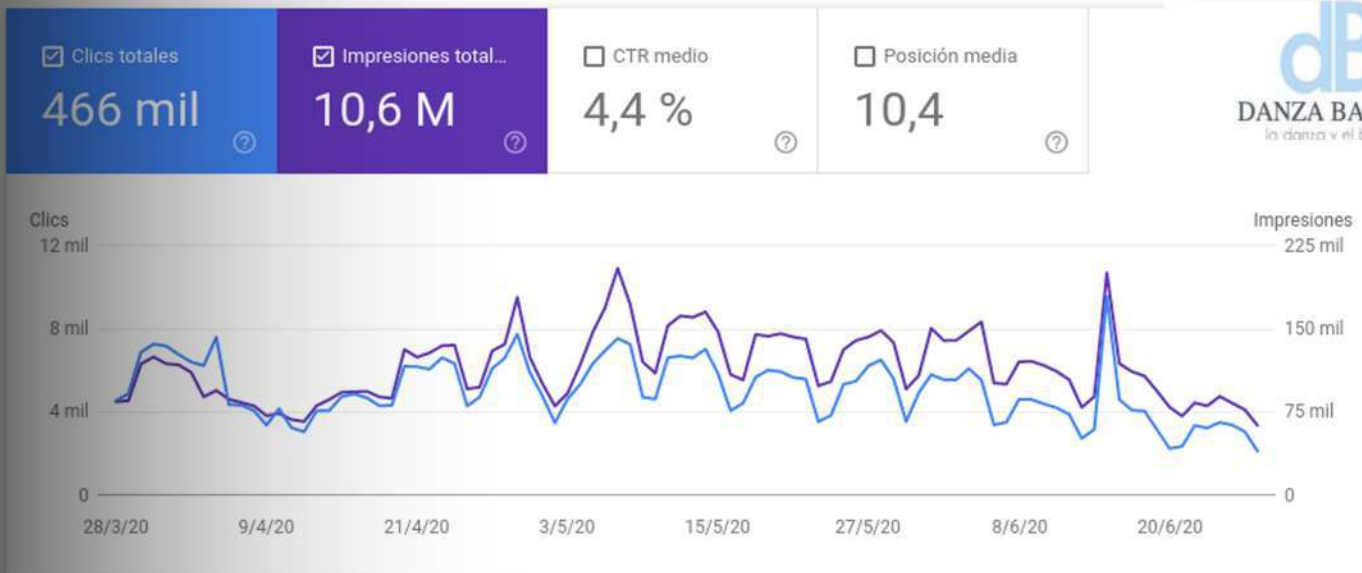 Clics totales
466 mil
Impresiones total...
10,6 M
CTR medio
4,4 %
Posición media
10,4
dB
DANZA BA
la danza y el b
Clics
12 mil
8 mil
4 mil
0
Impresiones
225 mil
150 mil
75 mil
0
28/3/20 9/4/20 21/4/20 3/5/20 15/5/20 27/5/20 8/6/20 20/6/20